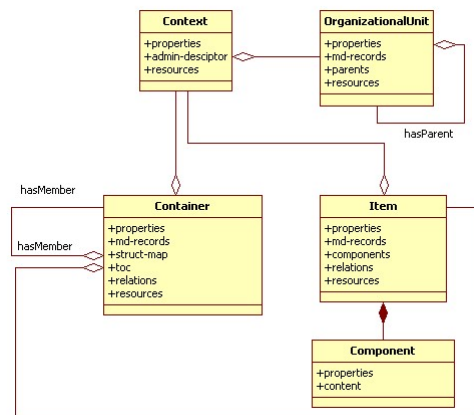 Context
+properties
+admin-desciptor
+resources
OrganizationalUnit
+properties
+md-records
+parents
+resources
hasParent
hasMember
hasMember
Container
+properties
+md-records
+struct-map
+toc
+relations
+resources
Item
+properties
+md-records
+components
+relations
+resources
Component
+properties
+content